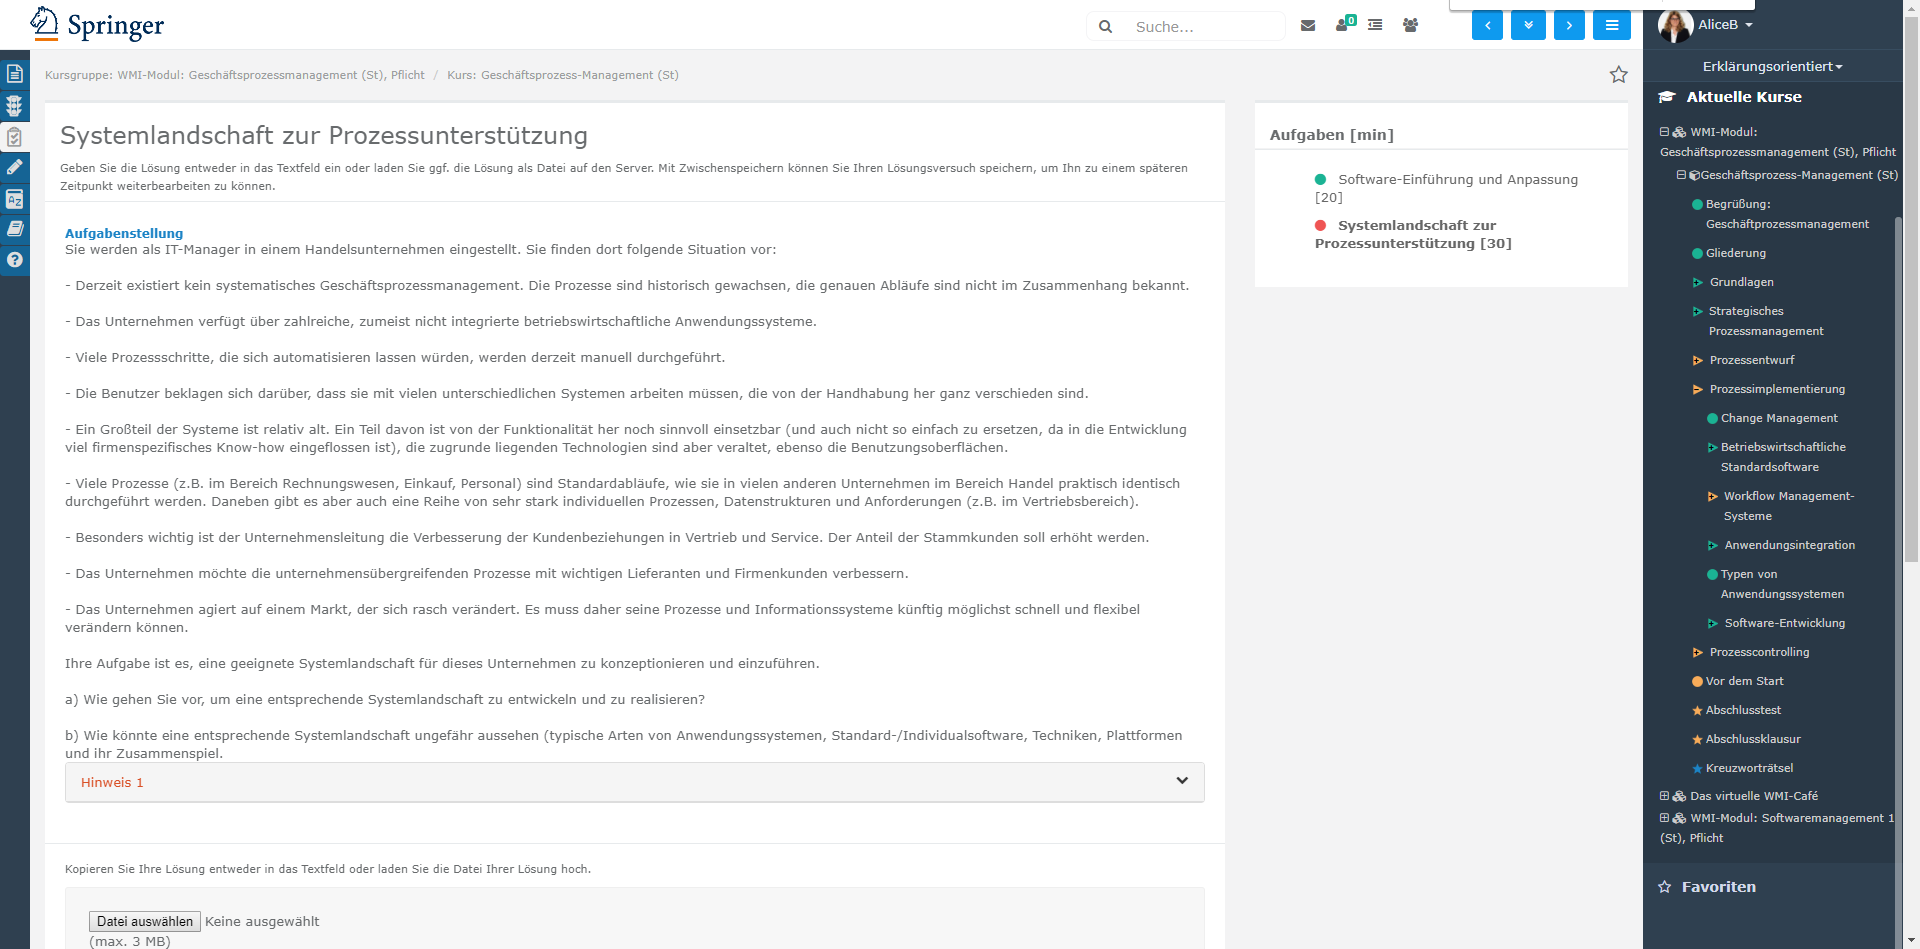 Springer
Suche...
0
AliceB
Kursgruppe: WMI-Modul: Geschäftsprozessmanagement (St), Pflicht / Kurs: Geschäftsprozess-Management (St)
Systemlandschaft zur Prozessunterstützung
Geben Sie die Lösung entweder in das Textfeld ein oder laden Sie ggf. die Lösung als Datei auf den Server. Mit Zwischenspeichern können Sie Ihren Lösungsversuch speichern, um Ihn zu einem späteren
Zeitpunkt weiterbearbeiten zu können.
Aufgabenstellung
Sie werden als IT-Manager in einem Handelsunternehmen eingestellt. Sie finden dort folgende Situation vor:
- Derzeit existiert kein systematisches Geschäftsprozessmanagement. Die Prozesse sind historisch gewachsen, die genauen Abläufe sind nicht im Zusammenhang bekannt.
- Das Unternehmen verfügt über zahlreiche, zumeist nicht integrierte betriebswirtschaftliche Anwendungssysteme.
- Viele Prozessschritte, die sich automatisieren lassen würden, werden derzeit manuell durchgeführt.
- Die Benutzer beklagen sich darüber, dass sie mit vielen unterschiedlichen Systemen arbeiten müssen, die von der Handhabung her ganz verschieden sind.
- Ein Großteil der Systeme ist relativ alt. Ein Teil davon ist von der Funktionalität her noch sinnvoll einsetzbar (und auch nicht so einfach zu ersetzen, da in die Entwicklung
viel firmenspezifisches Know-how eingeflossen ist), die zugrunde liegenden Technologien sind aber veraltet, ebenso die Benutzungsoberflächen.
- Viele Prozesse (z.B. im Bereich Rechnungswesen, Einkauf, Personal) sind Standardabläufe, wie sie in vielen anderen Unternehmen im Bereich Handel praktisch identisch
durchgeführt werden. Daneben gibt es aber auch eine Reihe von sehr stark individuellen Prozessen, Datenstrukturen und Anforderungen (z.B. im Vertriebsbereich).
- Besonders wichtig ist der Unternehmensleitung die Verbesserung der Kundenbeziehungen in Vertrieb und Service. Der Anteil der Stammkunden soll erhöht werden.
- Das Unternehmen möchte die unternehmensübergreifenden Prozesse mit wichtigen Lieferanten und Firmenkunden verbessern.
- Das Unternehmen agiert auf einem Markt, der sich rasch verändert. Es muss daher seine Prozesse und Informationssysteme künftig möglichst schnell und flexibel
verändern können.
Ihre Aufgabe ist es, eine geeignete Systemlandschaft für dieses Unternehmen zu konzeptionieren und einzuführen.
a) Wie gehen Sie vor, um eine entsprechende Systemlandschaft zu entwickeln und zu realisieren?
b) Wie könnte eine entsprechende Systemlandschaft ungefähr aussehen (typische Arten von Anwendungssystemen, Standard-/Individualsoftware, Techniken, Plattformen
und ihr Zusammenspiel.
Hinweis 1
Kopieren Sie Ihre Lösung entweder in das Textfeld oder laden Sie die Datei Ihrer Lösung hoch.
Datei auswählen Keine ausgewählt
(max. 3 MB)
Aufgaben [min]
Software-Einführung und Anpassung
[20]
Systemlandschaft zur
Prozessunterstützung [30]
Erklärungsorientiert
Aktuelle Kurse
WMI-Modul:
Geschäftsprozessmanagement (St), Pflicht
Geschäftsprozess-Management (St)
Begrüßung:
Geschäftprozessmanagement
Gliederung
Grundlagen
Strategisches
Prozessmanagement
Prozessentwurf
Prozessimplementierung
Change Management
Betriebswirtschaftliche
Standardsoftware
Workflow Management-
Systeme
Anwendungsintegration
Typen von
Anwendungssystemen
Software-Entwicklung
Prozesscontrolling
Vor dem Start
Abschlusstest
Abschlussklausur
Kreuzworträtsel
Das virtuelle WMI-Café
WMI-Modul: Softwaremanagement 1
(St), Pflicht
Favoriten